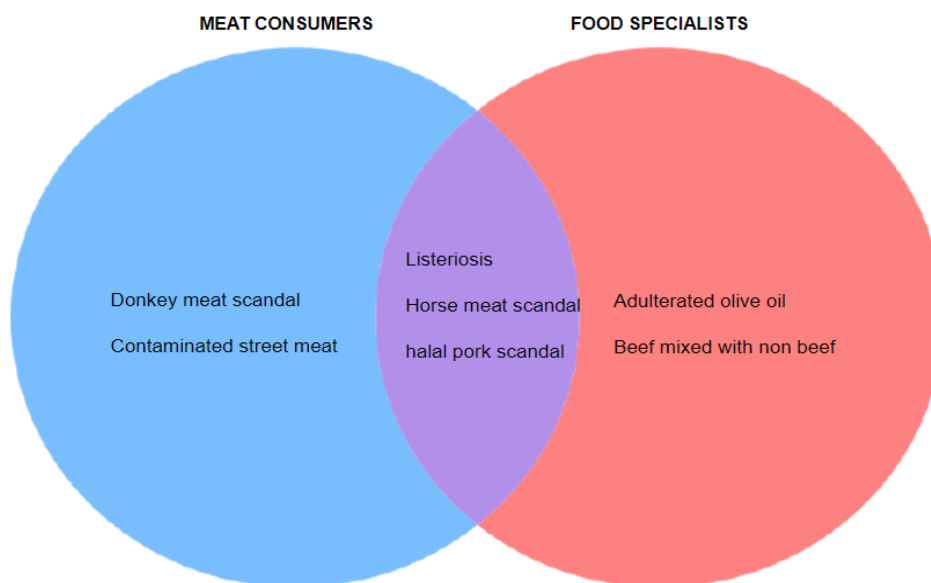 MEAT CONSUMERS
FOOD SPECIALISTS
Donkey meat scandal
Contaminated street meat
Listeriosis
Horse meat scandal
halal pork scandal
Adulterated olive oil
Beef mixed with non beef